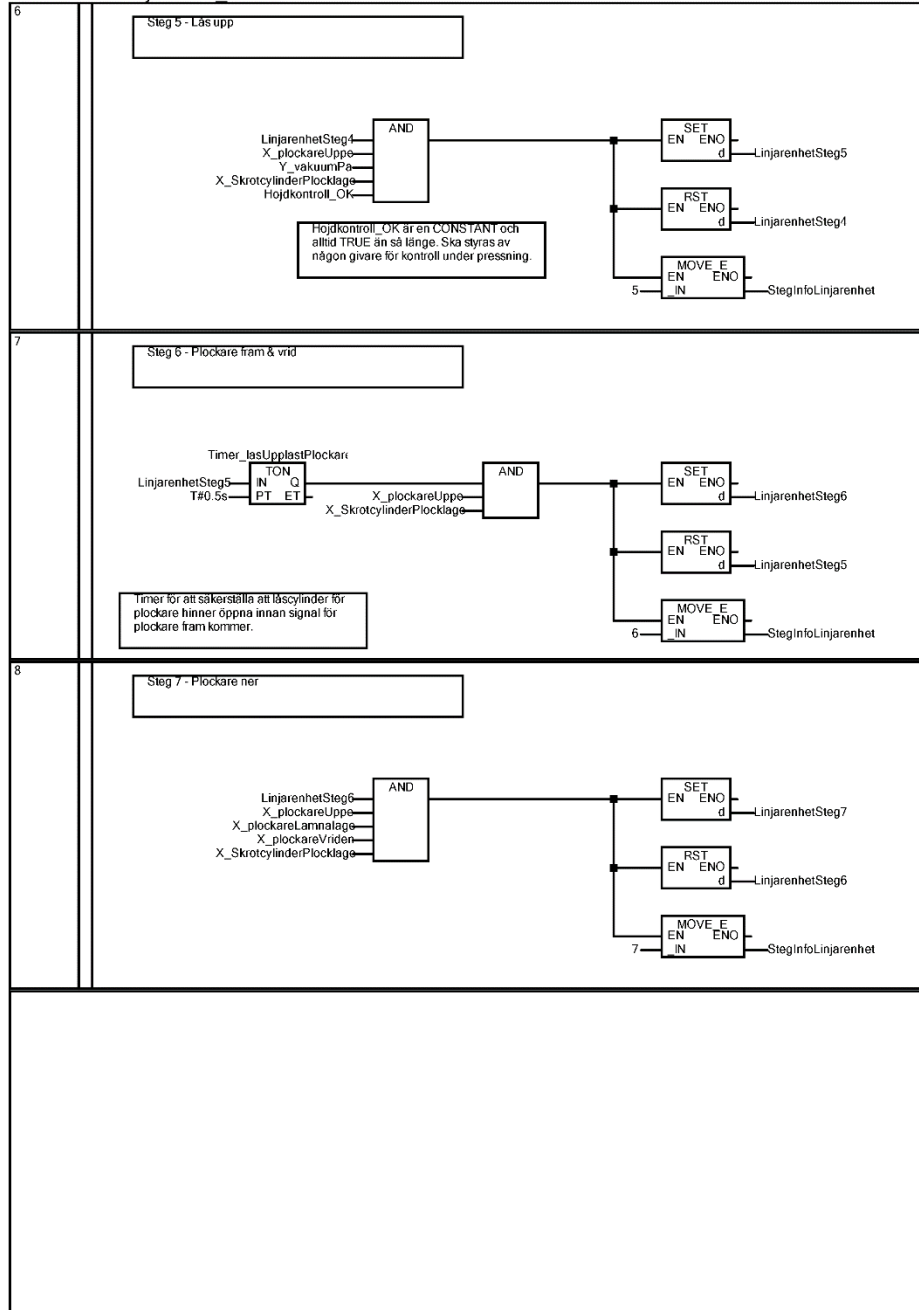 6
Steg 5 - Lås upp
AND
LinjarenhetSteg4
X_plockareUppe
Y_vakuumPa
X_SkrotcylinderPlocklage
Hojdkontroll_OK
SET
EN ENO
d
LinjarenhetSteg5
RST
EN ENO
d
LinjarenhetSteg4
Hojdkontroll_OK är en CONSTANT och
alltid TRUE än så länge. Ska styras av
någon givare för kontroll under pressning.
MOVE_E
EN ENO
5 _IN
StegInfoLinjarenhet
7
Steg 6 - Plockare fram & vrid
Timer_lasUpplastPlockare
TON
LinjarenhetSteg5 IN Q
T#0.5s PT ET
AND
X_plockareUppe
X_SkrotcylinderPlocklage
SET
EN ENO
d
LinjarenhetSteg6
RST
EN ENO
d
LinjarenhetSteg5
Timer för att säkerställa att låscylinder för
plockare hinner öppna innan signal för
plockare fram kommer.
MOVE_E
EN ENO
6 _IN
StegInfoLinjarenhet
8
Steg 7 - Plockare ner
AND
LinjarenhetSteg6
X_plockareUppe
X_plockareLamnalage
X_plockareVriden
X_SkrotcylinderPlocklage
SET
EN ENO
d
LinjarenhetSteg7
RST
EN ENO
d
LinjarenhetSteg6
MOVE_E
EN ENO
7 _IN
StegInfoLinjarenhet